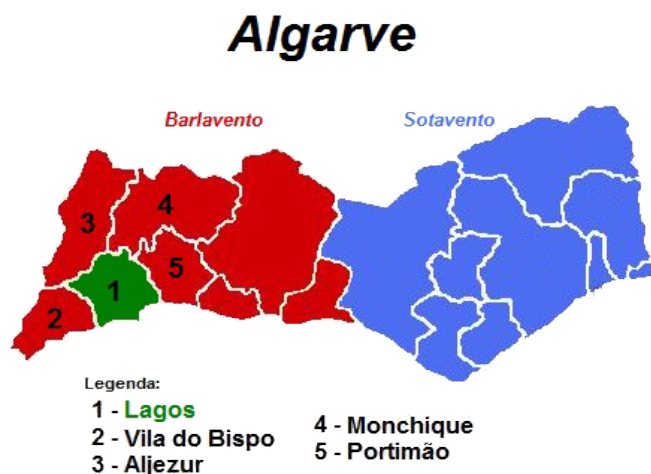 Algarve
Barlavento
Sotavento
3
4
5
1
2
Legenda:
1 - Lagos
2 - Vila do Bispo
3 - Aljezur
4 - Monchique
5 - Portimão